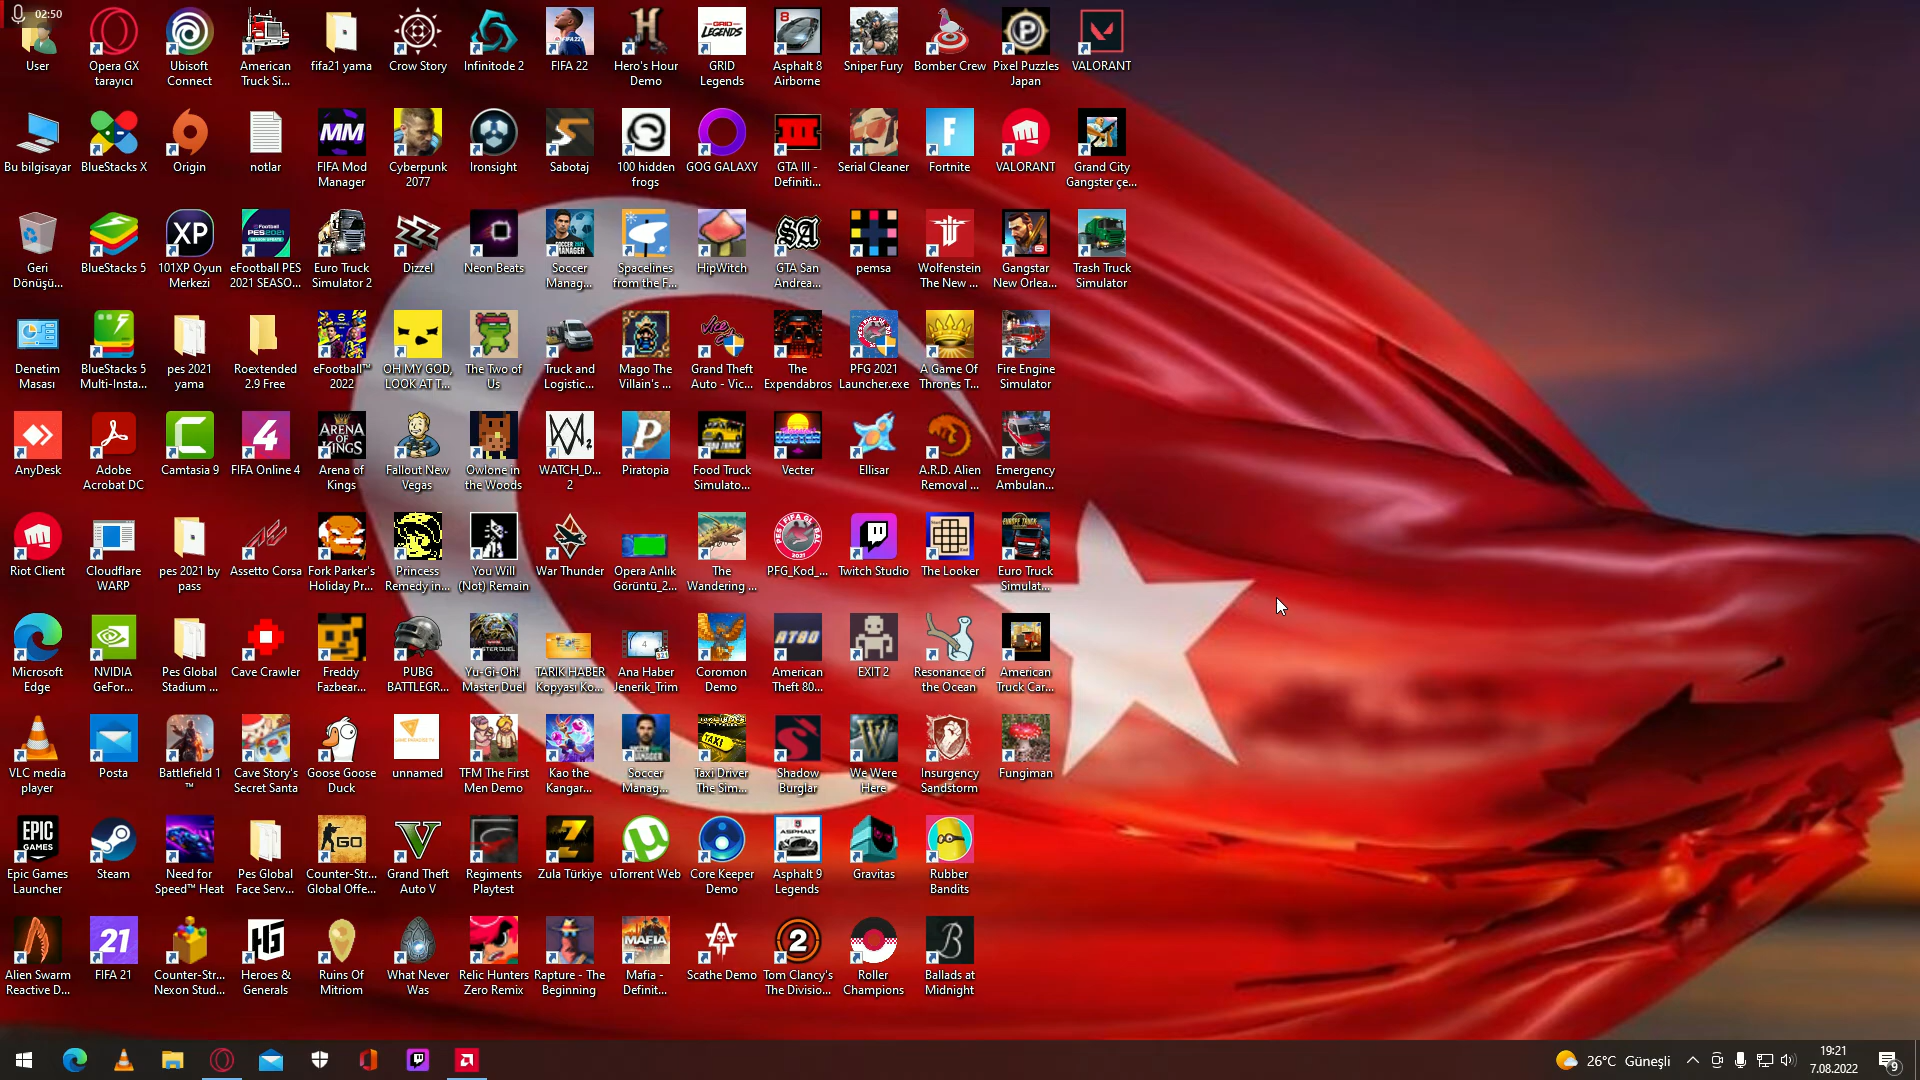 02:50
User
Opera GX
tarayıcı
Ubisoft
Connect
American
Truck Si...
fifa21 yama
Crow Story
Infinitode 2
FIFA 22
Hero's Hour
Demo
GRID
Legends
Asphalt 8
Airborne
Sniper Fury
Bomber Crew
Pixel Puzzles
Japan
VALORANT
Bu bilgisayar
BlueStacks X
Origin
notlar
FIFA Mod
Manager
Cyberpunk
2077
Ironsight
Sabotaj
100 hidden
frogs
GOG GALAXY
GTA III -
Definiti...
Serial Cleaner
Fortnite
VALORANT
Grand City
Gangster çe...
Geri
Dönüşü...
BlueStacks 5
101XP Oyun
Merkezi
eFootball PES
2021 SEASO...
Euro Truck
Simulator 2
Dizzel
Neon Beats
Soccer
Manag...
Spacelines
from the F...
HipWitch
GTA San
Andrea...
pemsa
Wolfenstein
The New ...
Gangstar
New Orlea...
Trash Truck
Simulator
Denetim
Masası
BlueStacks 5
Multi-Insta...
pes 2021
yama
Roextended
2.9 Free
eFootball™
2022
OH MY GOD,
LOOK AT T...
The Two of
Us
Truck and
Logistic...
Mago The
Villain's ...
Grand Theft
Auto - Vic...
The
Expendabros
PFG 2021
Launcher.exe
A Game Of
Thrones T...
Fire Engine
Simulator
AnyDesk
Adobe
Acrobat DC
Camtasia 9
FIFA Online 4
Arena of
Kings
Fallout New
Vegas
Owlone in
the Woods
WATCH_D...
2
Piratopia
Food Truck
Simulato...
Vecter
Ellisar
A.R.D. Alien
Removal ...
Emergency
Ambulan...
Riot Client
Cloudflare
WARP
pes 2021 by
pass
Assetto Corsa
Fork Parker's
Holiday Pr...
Princess
Remedy in...
You Will
(Not) Remain
War Thunder
Opera Anlık
Görüntü_2...
The
Wandering ...
PFG_Kod_...
Twitch Studio
The Looker
Euro Truck
Simulat...
Microsoft
Edge
NVIDIA
GeFor...
Pes Global
Stadium ...
Cave Crawler
Freddy
Fazbear...
PUBG
BATTLEGR...
Yu-Gi-Oh!
Master Duel
TARIK HABER
Kopyası Ko...
Ana Haber
Jenerik_Trim
Coromon
Demo
American
Theft 80...
EXIT 2
Resonance of
the Ocean
American
Truck Car...
VLC media
player
Posta
Battlefield 1
™
Cave Story's
Secret Santa
Goose Goose
Duck
unnamed
TFM The First
Men Demo
Kao the
Kangar...
Soccer
Manag...
Taxi Driver
The Sim...
Shadow
Burglar
We Were
Here
Insurgency
Sandstorm
Fungiman
Epic Games
Launcher
Steam
Need for
Speed™ Heat
Pes Global
Face Serv...
Counter-Str...
Global Offe...
Grand Theft
Auto V
Regiments
Playtest
Zula Türkiye
uTorrent Web
Core Keeper
Demo
Asphalt 9
Legends
Gravitas
Rubber
Bandits
Alien Swarm
Reactive D...
FIFA 21
Counter-Str...
Nexon Stud...
Heroes &
Generals
Ruins Of
Mitriom
What Never
Was
Relic Hunters
Zero Remix
Rapture - The
Beginning
Mafia -
Definit...
Scathe Demo
Tom Clancy's
The Divisio...
Roller
Champions
Ballads at
Midnight
26°C Güneşli
19:21
7.08.2022
9